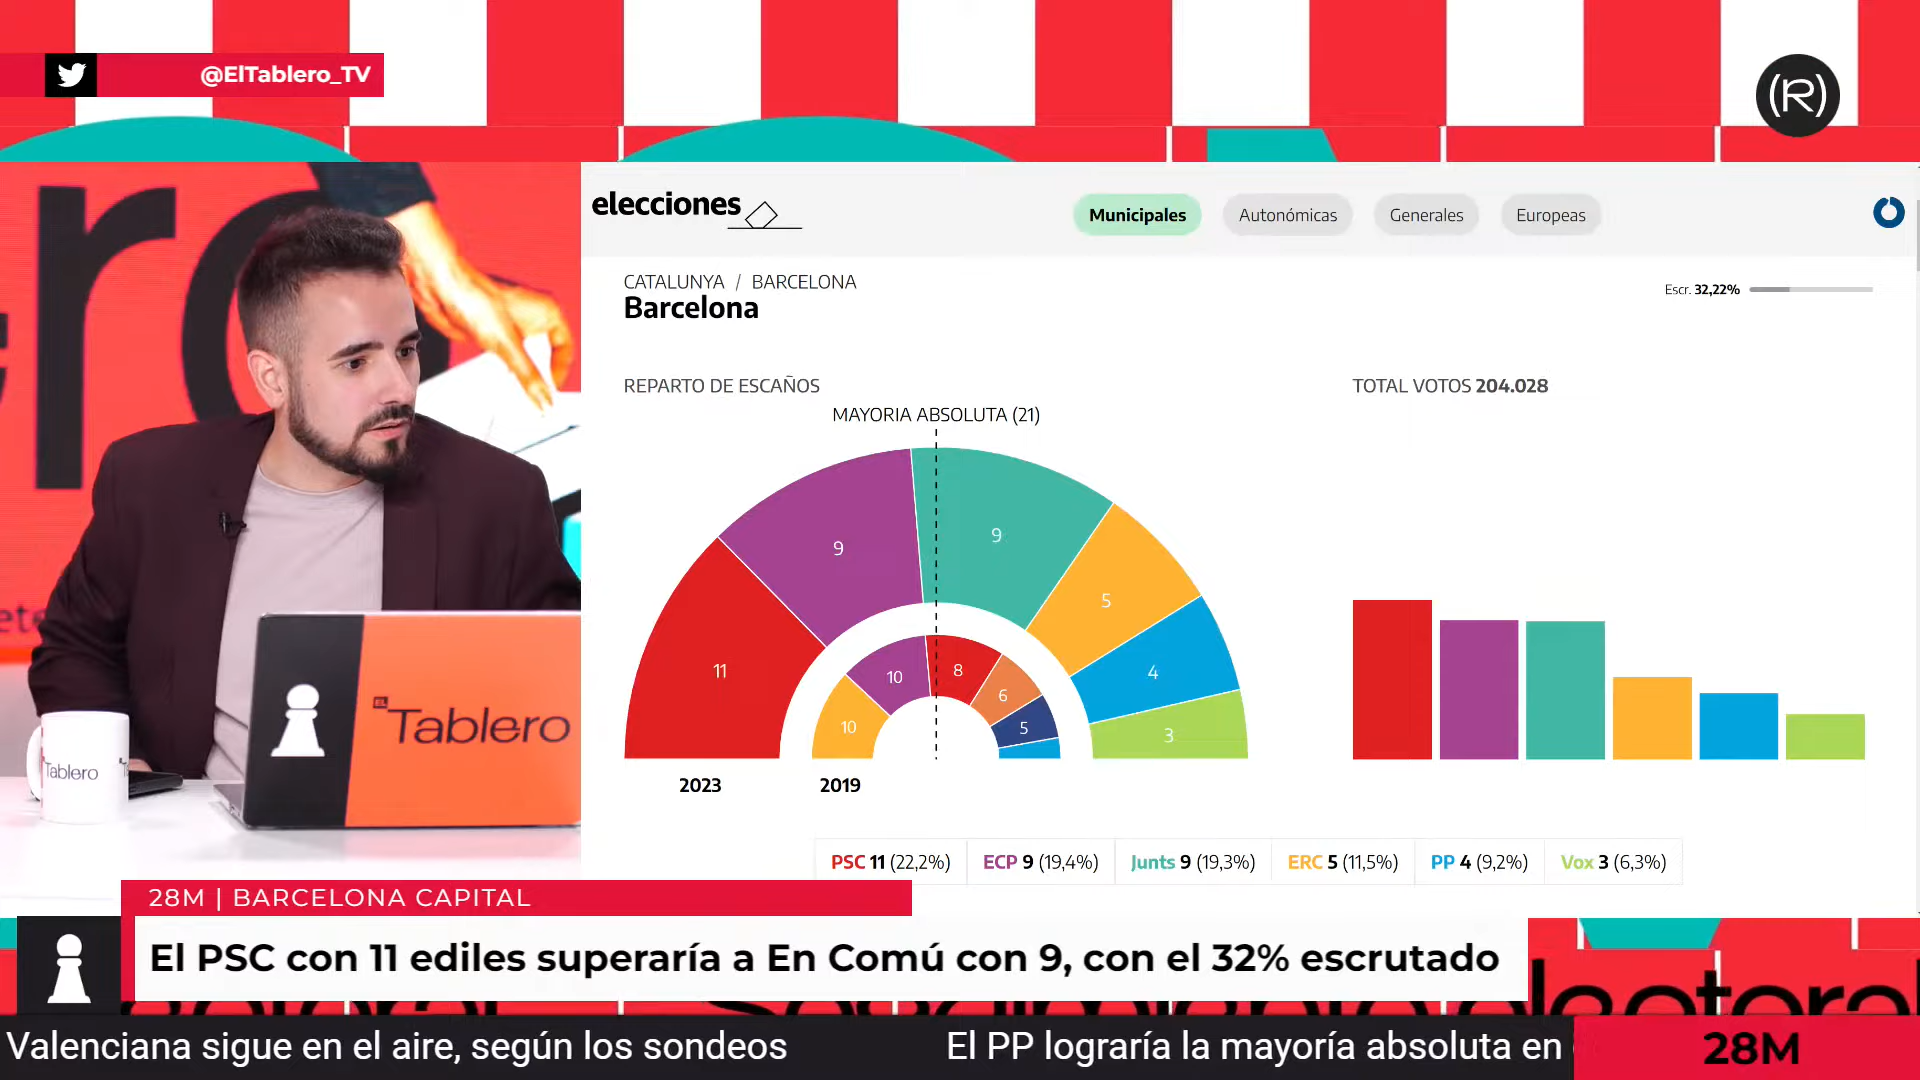 @ElTablero_TV
(R)
elecciones
Municipales
Autonómicas
Generales
Europeas
CATALUNYA / BARCELONA
Barcelona
Escr. 32,22%
REPARTO DE ESCAÑOS
TOTAL VOTOS 204.028
MAYORIA ABSOLUTA (21)
9
9
5
11
4
3
10
10
8
6
5
2023
2019
EL Tablero
Tablero
PSC 11 (22,2%)
ECP 9 (19,4%)
Junts 9 (19,3%)
ERC 5 (11,5%)
PP 4 (9,2%)
Vox 3 (6,3%)
28M | BARCELONA CAPITAL
El PSC con 11 ediles superaría a En Comú con 9, con el 32% escrutado
electoral
Valenciana sigue en el aire, según los sondeos
El PP lograría la mayoría absoluta en
28M